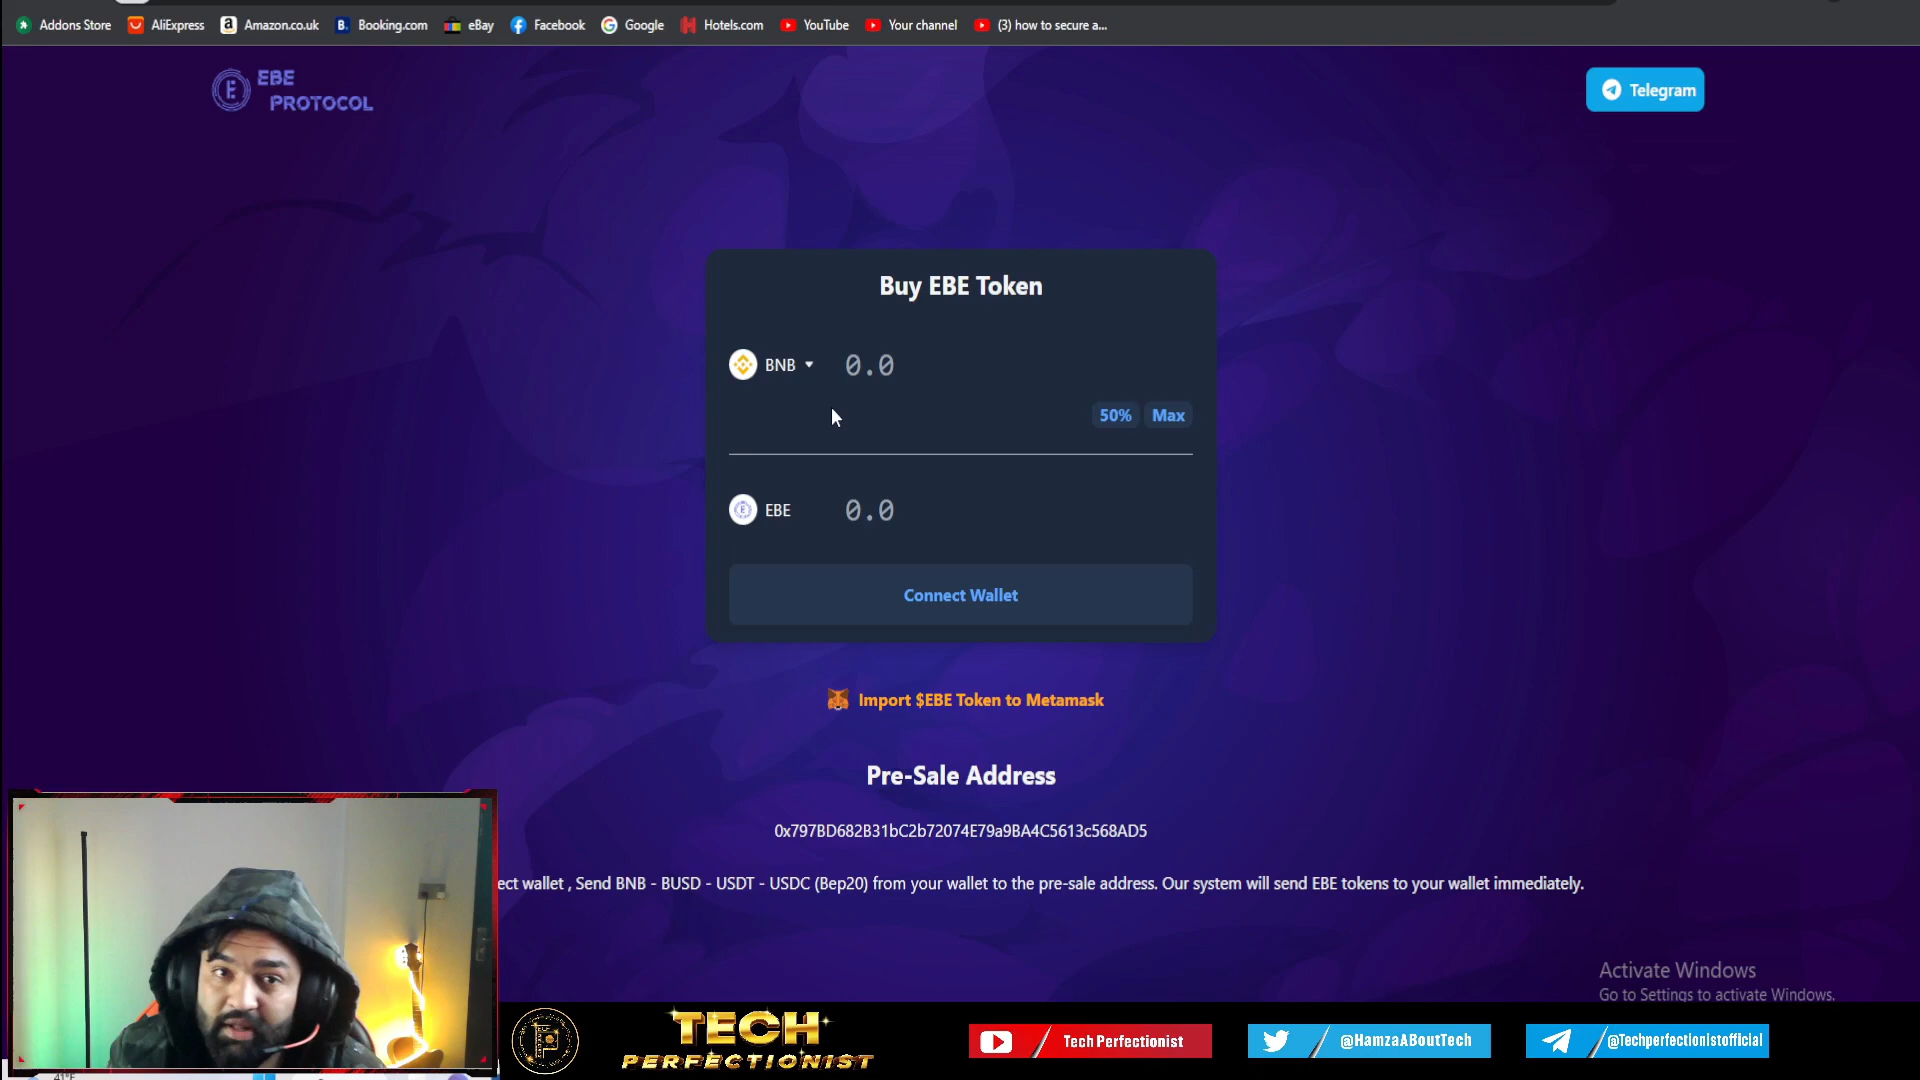 Addons Store AliExpress Amazon.co.uk Booking.com eBay Facebook Google Hotels.com YouTube Your channel (3) how to secure a...
EBE
PROTOCOL
Telegram
Buy EBE Token
BNB 0.0
50% Max
EBE 0.0
Connect Wallet
Import $EBE Token to Metamask
Pre-Sale Address
0x797BD682B31bC2b72074E79a9BA4C5613c568AD5
ect wallet , Send BNB - BUSD - USDT - USDC (Bep20) from your wallet to the pre-sale address. Our system will send EBE tokens to your wallet immediately.
Activate Windows
Go to Settings to activate Windows.
TECH
PERFECTIONIST
Tech Perfectionist
@HamzaABoutTech
@Techperfectionistofficial
41°F